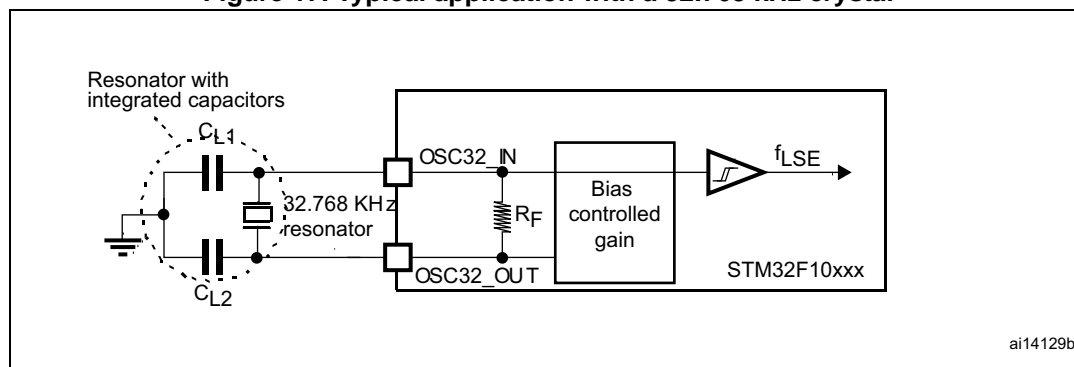 Resonator with
integrated capacitors
CL1
OSC32_IN
fLSE
32.768 KHz
resonator
RF
Bias
controlled
gain
STM32F10xxx
OSC32_OUT
CL2
ai14129b